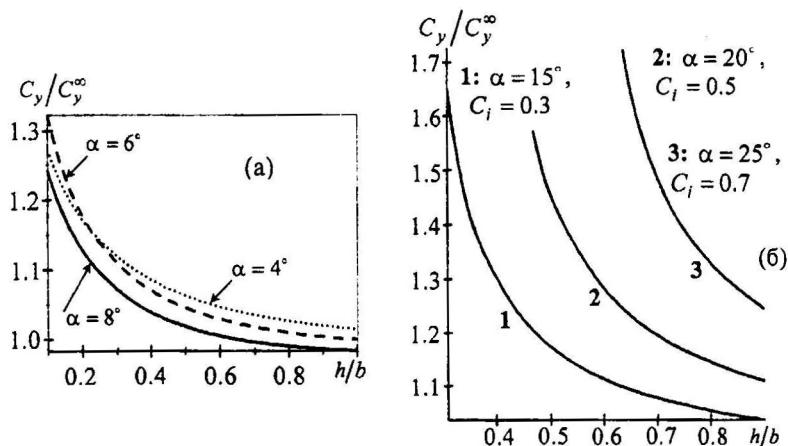 C_y/C_y^∞
1.3
1.2
1.1
1.0
α = 6°
(а)
α = 4°
α = 8°
0.2 0.4 0.6 0.8 h/b
C_y/C_y^∞
1.7
1.6
1.5
1.4
1.3
1.2
1.1
1: α = 15°,
C_i = 0.3
2: α = 20°,
C_i = 0.5
3: α = 25°,
C_i = 0.7
(б)
1
2
3
0.4 0.5 0.6 0.7 0.8 h/b